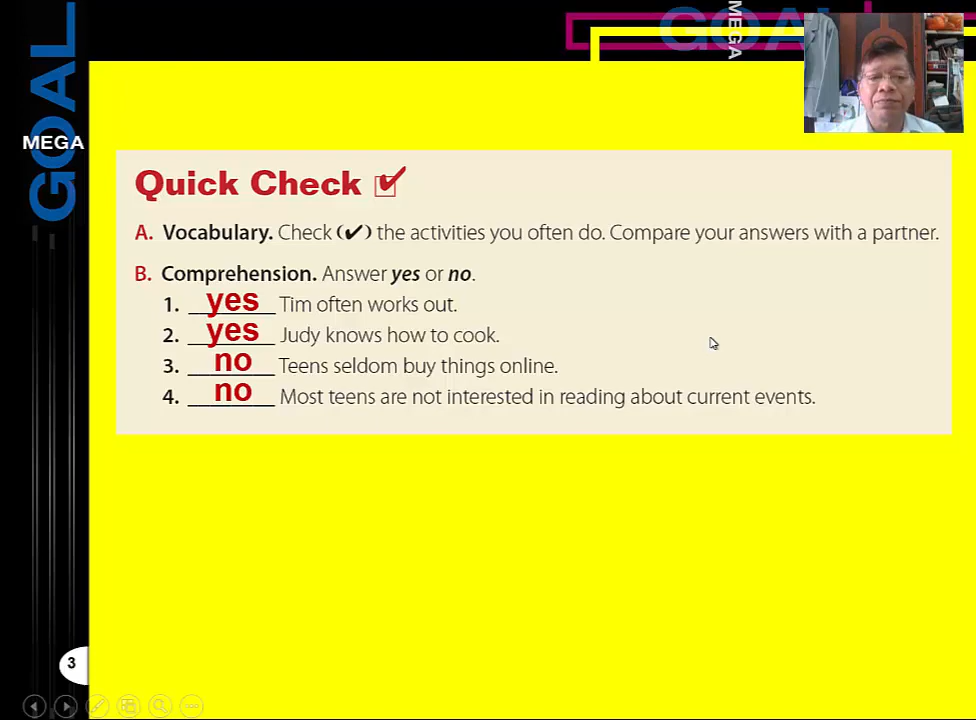 GOAL
MEGA
GOAL
MEGA
Quick Check ✔
A. Vocabulary. Check (✔) the activities you often do. Compare your answers with a partner.
B. Comprehension. Answer yes or no.
1. yes Tim often works out.
2. yes Judy knows how to cook.
3. no Teens seldom buy things online.
4. no Most teens are not interested in reading about current events.
3